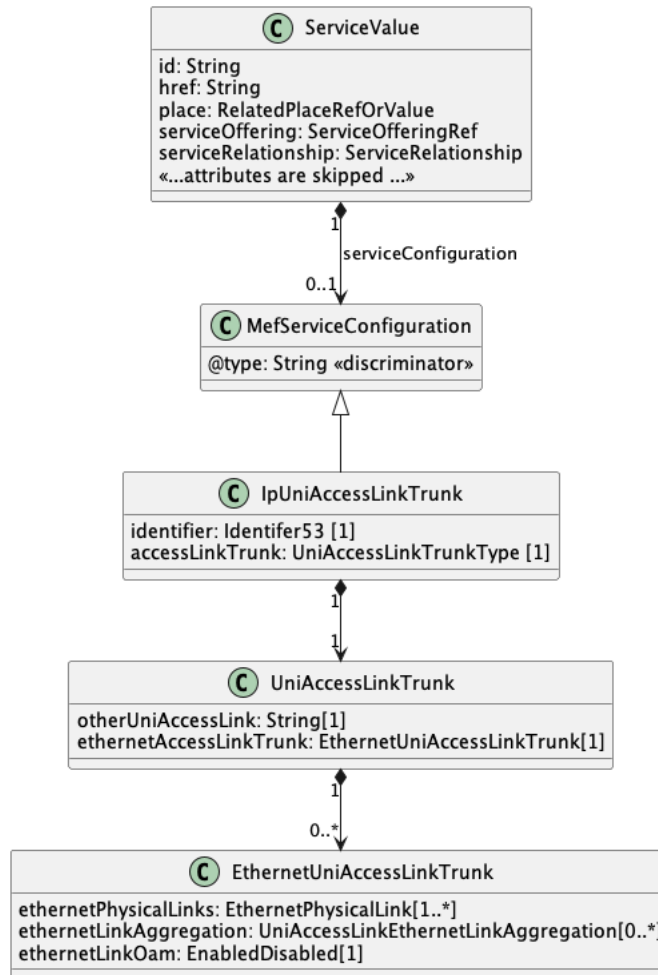 C ServiceValue
id: String
href: String
place: RelatedPlaceRefOrValue
serviceOffering: ServiceOfferingRef
serviceRelationship: ServiceRelationship
«...attributes are skipped ...»
1
serviceConfiguration
0..1
C MefServiceConfiguration
@type: String «discriminator»
C IpUniAccessLinkTrunk
identifier: Identifer53 [1]
accessLinkTrunk: UniAccessLinkTrunkType [1]
1
1
C UniAccessLinkTrunk
otherUniAccessLink: String[1]
ethernetAccessLinkTrunk: EthernetUniAccessLinkTrunk[1]
1
0..*
C EthernetUniAccessLinkTrunk
ethernetPhysicalLinks: EthernetPhysicalLink[1..*]
ethernetLinkAggregation: UniAccessLinkEthernetLinkAggregation[0..*]
ethernetLinkOam: EnabledDisabled[1]